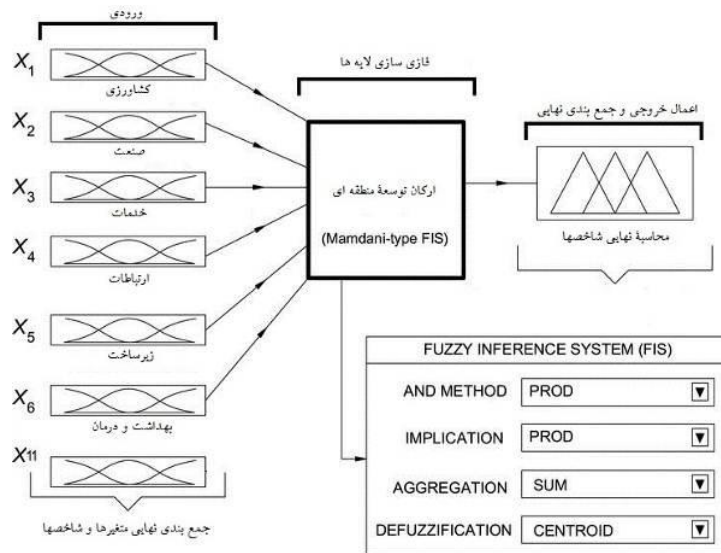 ورودی
X1
کشاورزی
X2
صنعت
X3
خدمات
X4
ارتباطات
X5
زیرساخت
X6
بهداشت و درمان
X11
جمع بندی نهایی متغیرها و شاخصها
فازی سازی لایه ها
ارکان توسعۀ منطقه ای
(Mamdani-type FIS)
اعمال خروجی و جمع بندی نهایی
محاسبۀ نهایی شاخصها
FUZZY INFERENCE SYSTEM (FIS)
AND METHOD PROD
IMPLICATION PROD
AGGREGATION SUM
DEFUZZIFICATION CENTROID